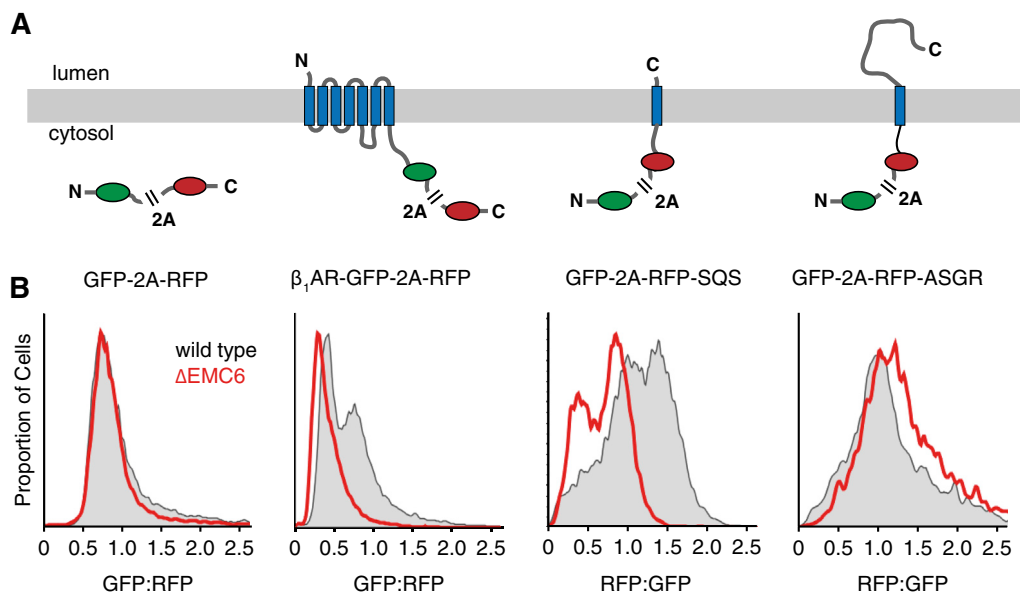 A
lumen
cytosol
N
C
2A
N
2A
C
C
N
2A
C
N
2A
B
GFP-2A-RFP
β₁AR-GFP-2A-RFP
GFP-2A-RFP-SQS
GFP-2A-RFP-ASGR
Proportion of Cells
wild type
ΔEMC6
0 0.5 1.0 1.5 2.0 2.5
0 0.5 1.0 1.5 2.0 2.5
0 0.5 1.0 1.5 2.0 2.5
0 0.5 1.0 1.5 2.0 2.5
GFP:RFP
GFP:RFP
RFP:GFP
RFP:GFP